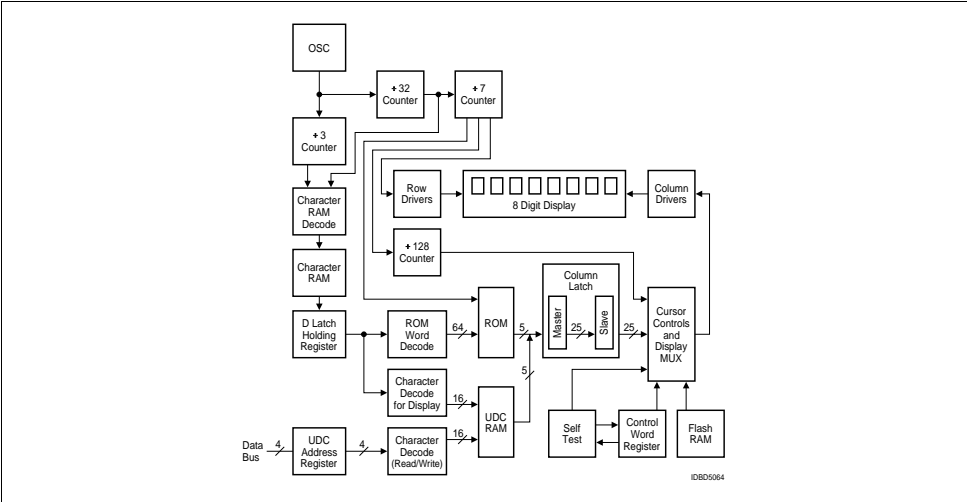 OSC
÷ 32
Counter
÷ 7
Counter
÷ 3
Counter
Character
RAM
Decode
Row
Drivers
8 Digit Display
Column
Drivers
÷ 128
Counter
Character
RAM
Column
Latch
Master
25
Slave
25
Cursor
Controls
and
Display
MUX
D Latch
Holding
Register
ROM
Word
Decode
64
ROM
5
5
Character
Decode
for Display
16
UDC
RAM
16
Self
Test
Control
Word
Register
Flash
RAM
Data
Bus
4
UDC
Address
Register
4
Character
Decode
(Read/Write)
IDBD5064